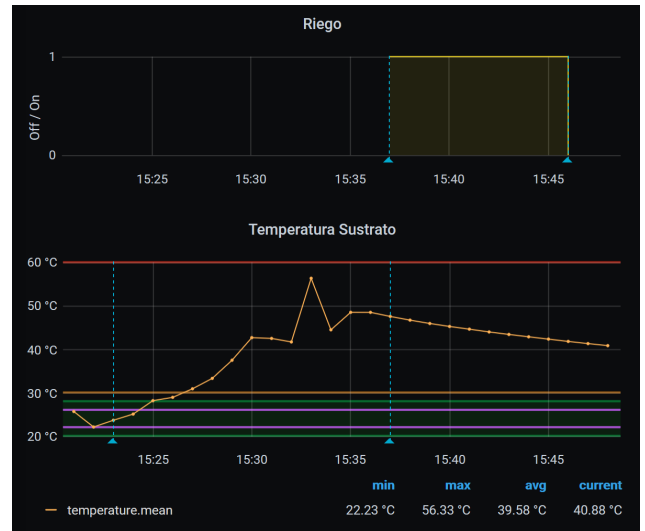 Riego
Off / On
1
0
15:25 15:30 15:35 15:40 15:45
Temperatura Sustrato
60 °C
50 °C
40 °C
30 °C
20 °C
15:25 15:30 15:35 15:40 15:45
min max avg current
temperature.mean 22.23 °C 56.33 °C 39.58 °C 40.88 °C